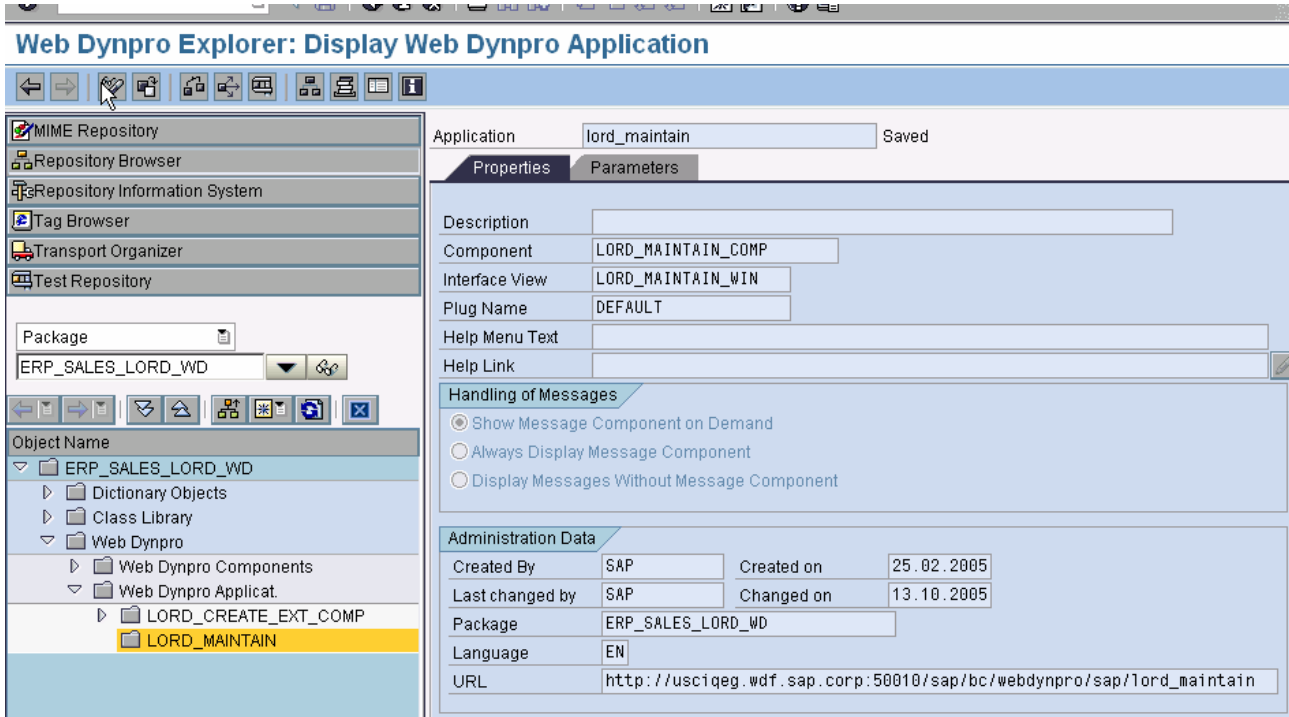 Web Dynpro Explorer: Display Web Dynpro Application
MIME Repository
Repository Browser
Repository Information System
Tag Browser
Transport Organizer
Test Repository
Package
ERP_SALES_LORD_WD
Object Name
ERP_SALES_LORD_WD
Dictionary Objects
Class Library
Web Dynpro
Web Dynpro Components
Web Dynpro Applicat.
LORD_CREATE_EXT_COMP
LORD_MAINTAIN
Application lord_maintain Saved
Properties Parameters
Description
Component LORD_MAINTAIN_COMP
Interface View LORD_MAINTAIN_WIN
Plug Name DEFAULT
Help Menu Text
Help Link
Handling of Messages
Show Message Component on Demand
Always Display Message Component
Display Messages Without Message Component
Administration Data
Created By SAP Created on 25.02.2005
Last changed by SAP Changed on 13.10.2005
Package ERP_SALES_LORD_WD
Language EN
URL http://usciqeg.wdf.sap.corp:50010/sap/bc/webdynpro/sap/lord_maintain